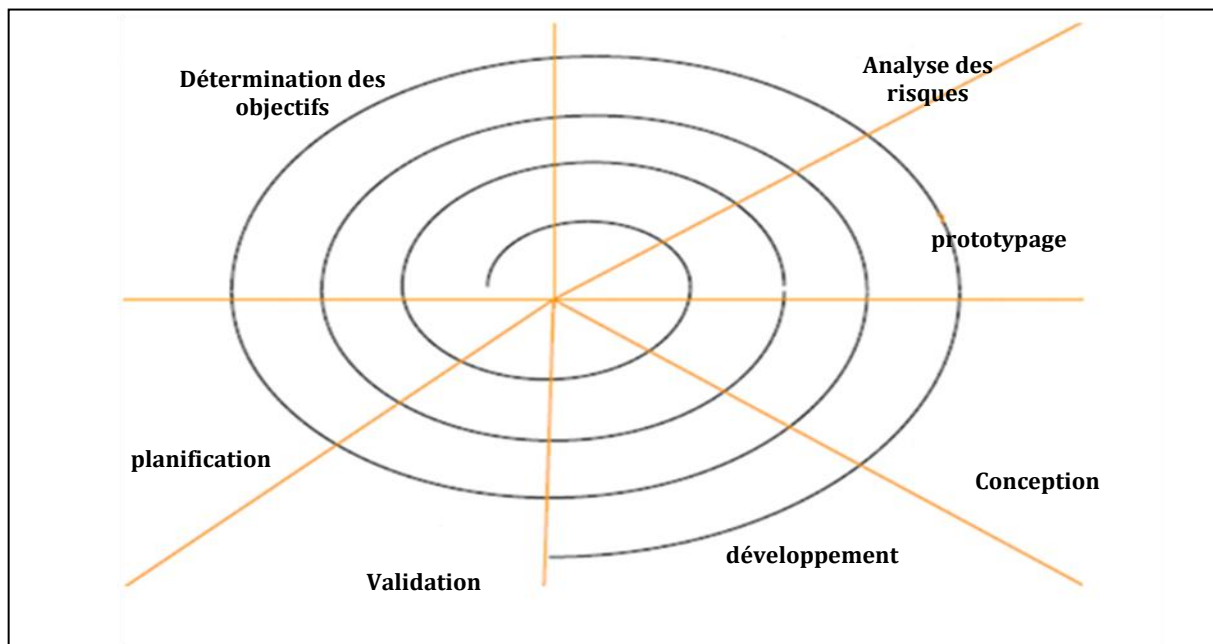 Détermination des
objectifs
Analyse des
risques
prototypage
planification
Conception
développement
Validation